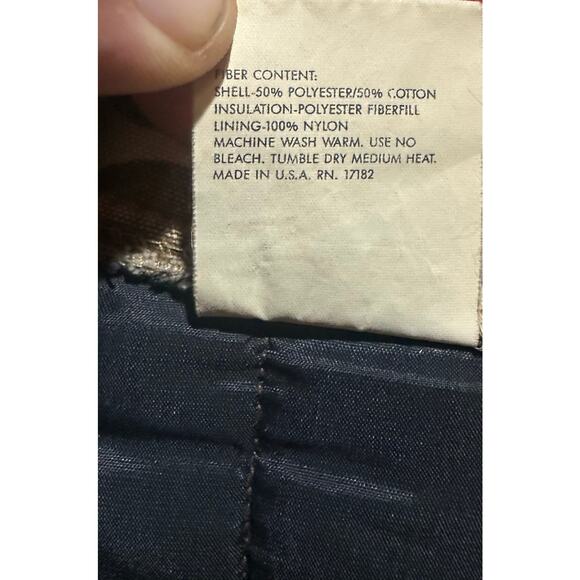 FIBER CONTENT:
SHELL-50% POLYESTER/50% COTTON
INSULATION-POLYESTER FIBERFILL
LINING-100% NYLON
MACHINE WASH WARM. USE NO
BLEACH. TUMBLE DRY MEDIUM HEAT.
MADE IN U.S.A. RN. 17182